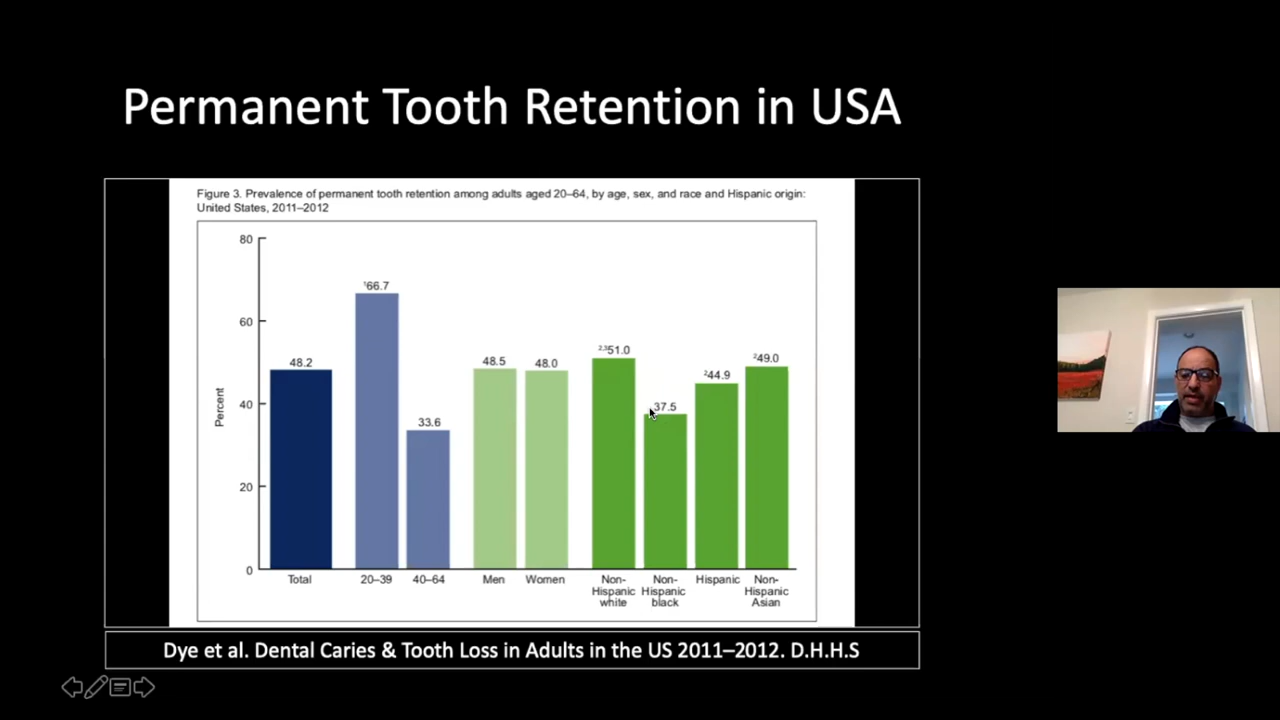 Permanent Tooth Retention in USA
Figure 3. Prevalence of permanent tooth retention among adults aged 20–64, by age, sex, and race and Hispanic origin:
United States, 2011–2012
Percent
80
60
40
20
0
48.2
¹66.7
33.6
48.5
48.0
²,³51.0
37.5
²44.9
²49.0
Total
20–39
40–64
Men
Women
Non-
Hispanic
white
Non-
Hispanic
black
Hispanic
Non-
Hispanic
Asian
Dye et al. Dental Caries & Tooth Loss in Adults in the US 2011–2012. D.H.H.S